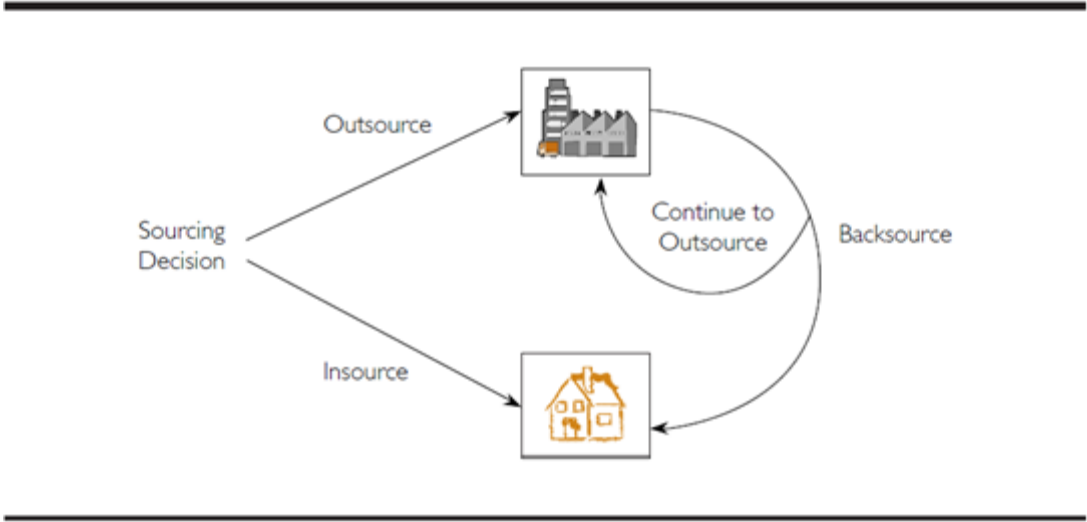 Outsource
Sourcing
Decision
Continue to
Outsource
Backsource
Insource